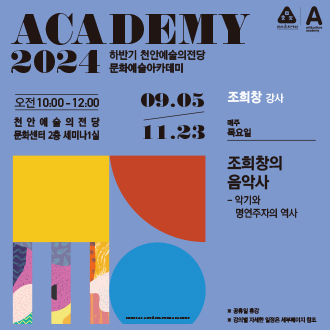 ACADEMY
2024
하반기 천안예술의전당
문화예술아카데미
오전 10:00 - 12:00
천안예술의전당
문화센터 2층 세미나1실
09.05
11.23
조희창 강사
매주
목요일
조희창의
음악사
- 악기와
명연주자의 역사
※ 공휴일 휴강
※ 강의별 자세한 일정은 세부페이지 참조